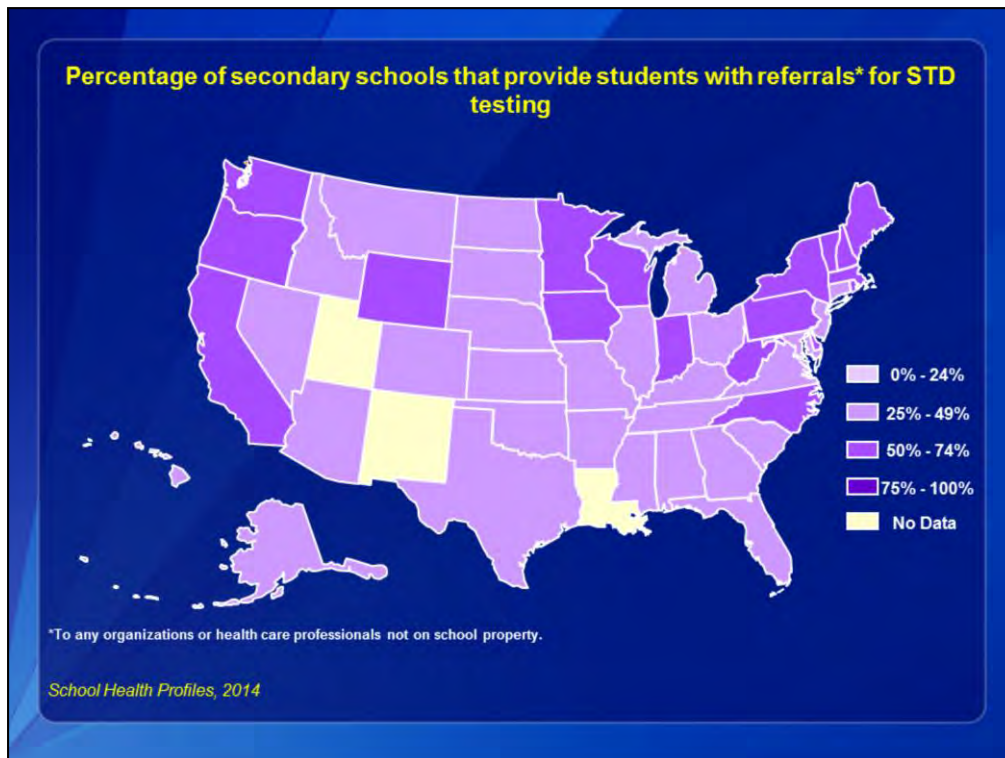 Percentage of secondary schools that provide students with referrals* for STD
testing
0% - 24%
25% - 49%
50% - 74%
75% - 100%
No Data
*To any organizations or health care professionals not on school property.
School Health Profiles, 2014